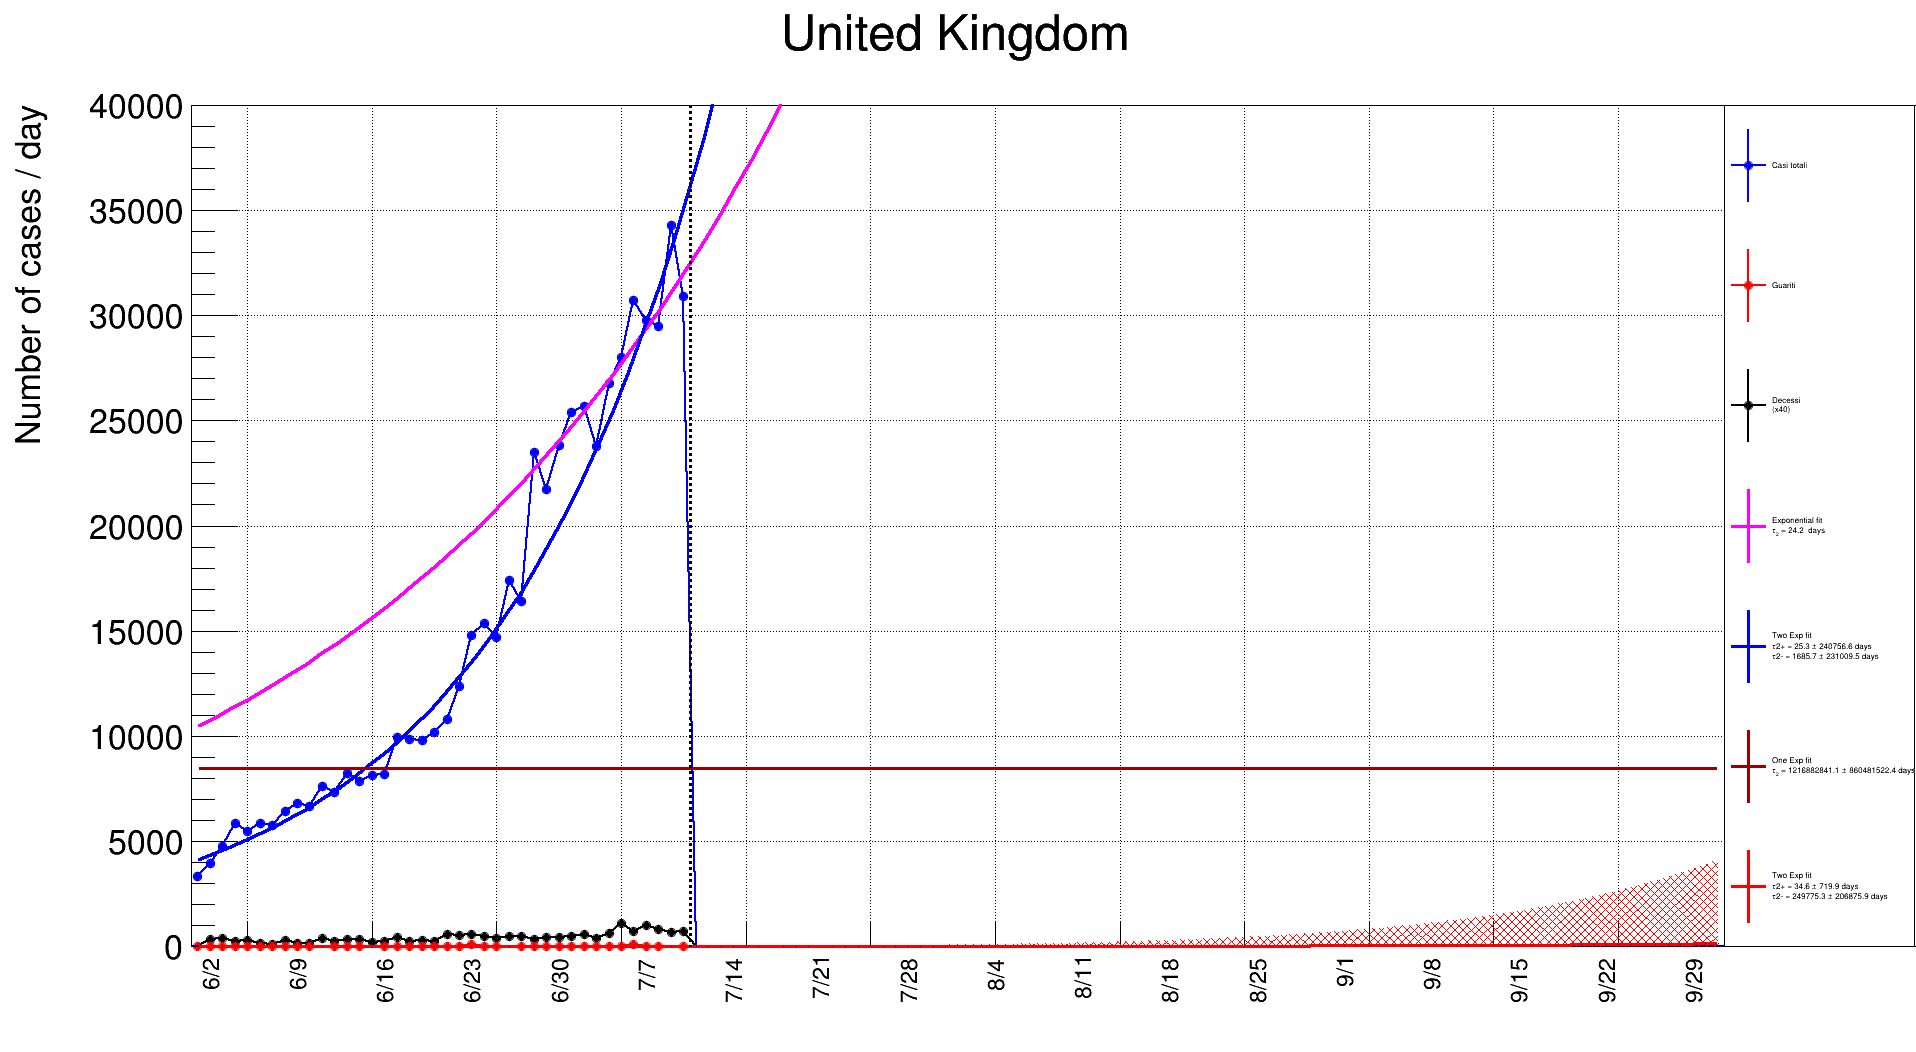 United Kingdom
Number of cases / day
40000
35000
30000
25000
20000
15000
10000
5000
0
6/2
6/9
6/16
6/23
6/30
7/7
7/14
7/21
7/28
8/4
8/11
8/18
8/25
9/1
9/8
9/15
9/22
9/29
Casi totali
Guariti
Decessi
(x40)
Exponential fit
τ₂ = 24.2 days
Two Exp fit
τ2+ = 25.3 ± 240756.6 days
τ2- = 1685.7 ± 231009.5 days
One Exp fit
τ₂ = 1216882841.1 ± 860481522.4 days
Two Exp fit
τ2+ = 34.6 ± 719.9 days
τ2- = 249775.3 ± 206875.9 days